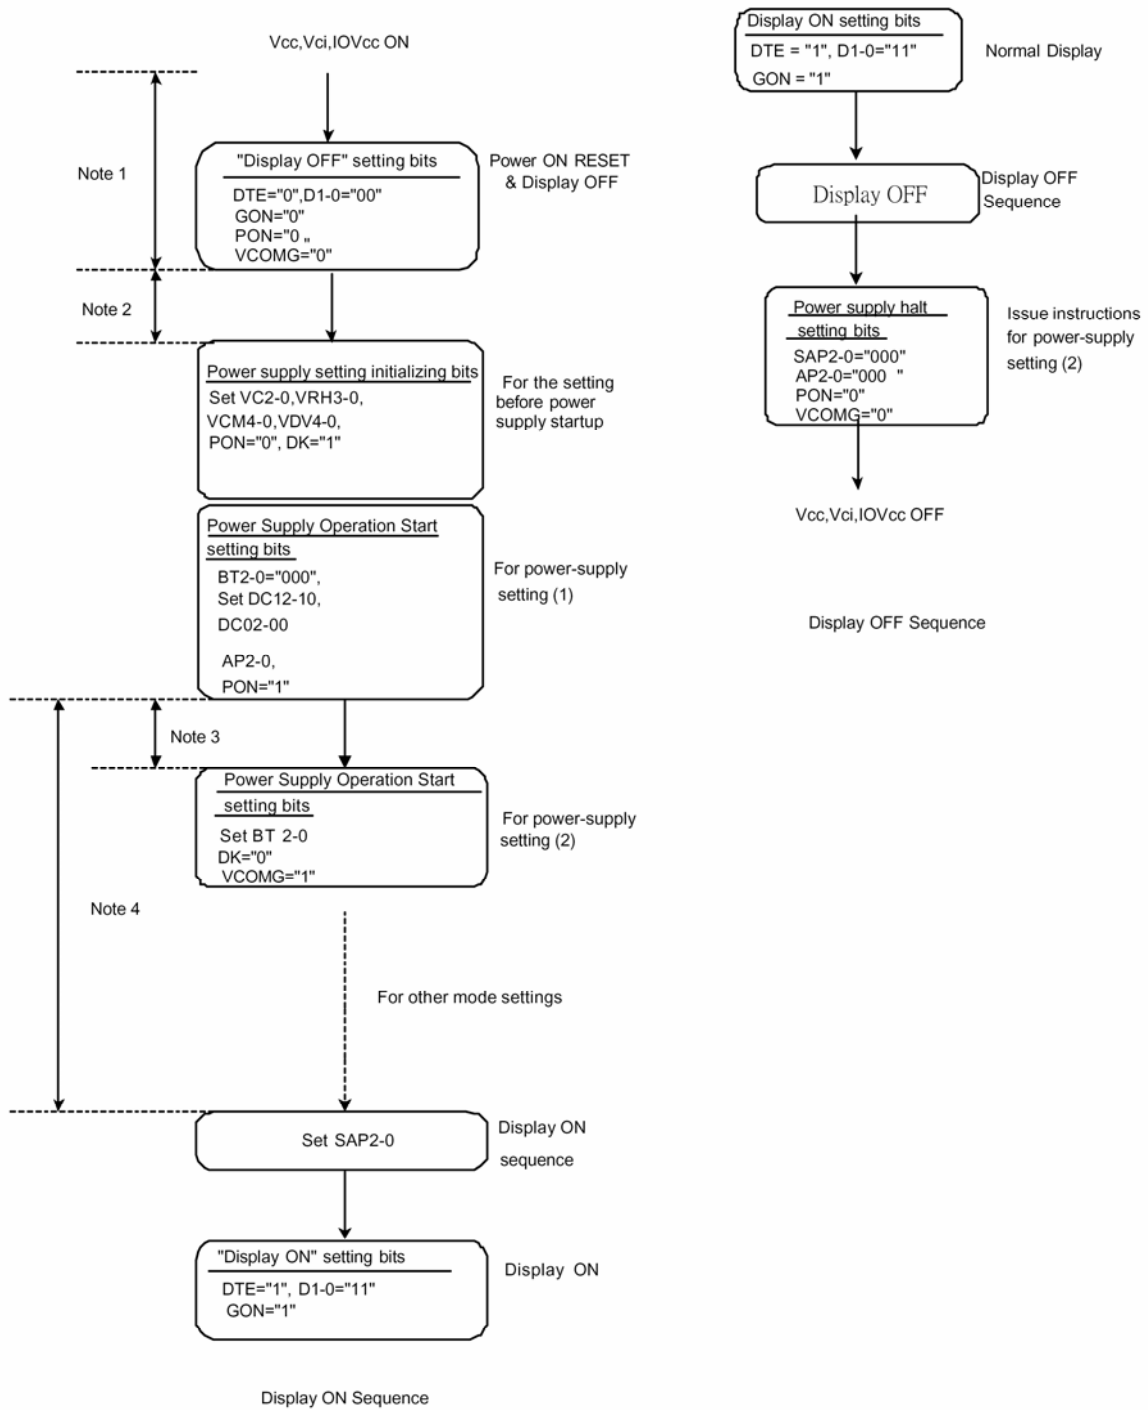 Vcc,Vci,IOVcc ON
Note 1
"Display OFF" setting bits
DTE="0",D1-0="00"
GON="0"
PON="0 „
VCOMG="0"
Power ON RESET
& Display OFF
Note 2
Power supply setting initializing bits
Set VC2-0,VRH3-0,
VCM4-0,VDV4-0,
PON="0", DK="1"
For the setting
before power
supply startup
Power Supply Operation Start
setting bits
BT2-0="000",
Set DC12-10,
DC02-00
AP2-0,
PON="1"
For power-supply
setting (1)
Note 3
Power Supply Operation Start
setting bits
Set BT 2-0
DK="0"
VCOMG="1"
For power-supply
setting (2)
Note 4
For other mode settings
Set SAP2-0
Display ON
sequence
"Display ON" setting bits
DTE="1", D1-0="11"
GON="1"
Display ON
Display ON Sequence
Display ON setting bits
DTE = "1", D1-0="11"
GON = "1"
Normal Display
Display OFF
Display OFF
Sequence
Power supply halt
setting bits
SAP2-0="000"
AP2-0="000 "
PON="0"
VCOMG="0"
Issue instructions
for power-supply
setting (2)
Vcc,Vci,IOVcc OFF
Display OFF Sequence